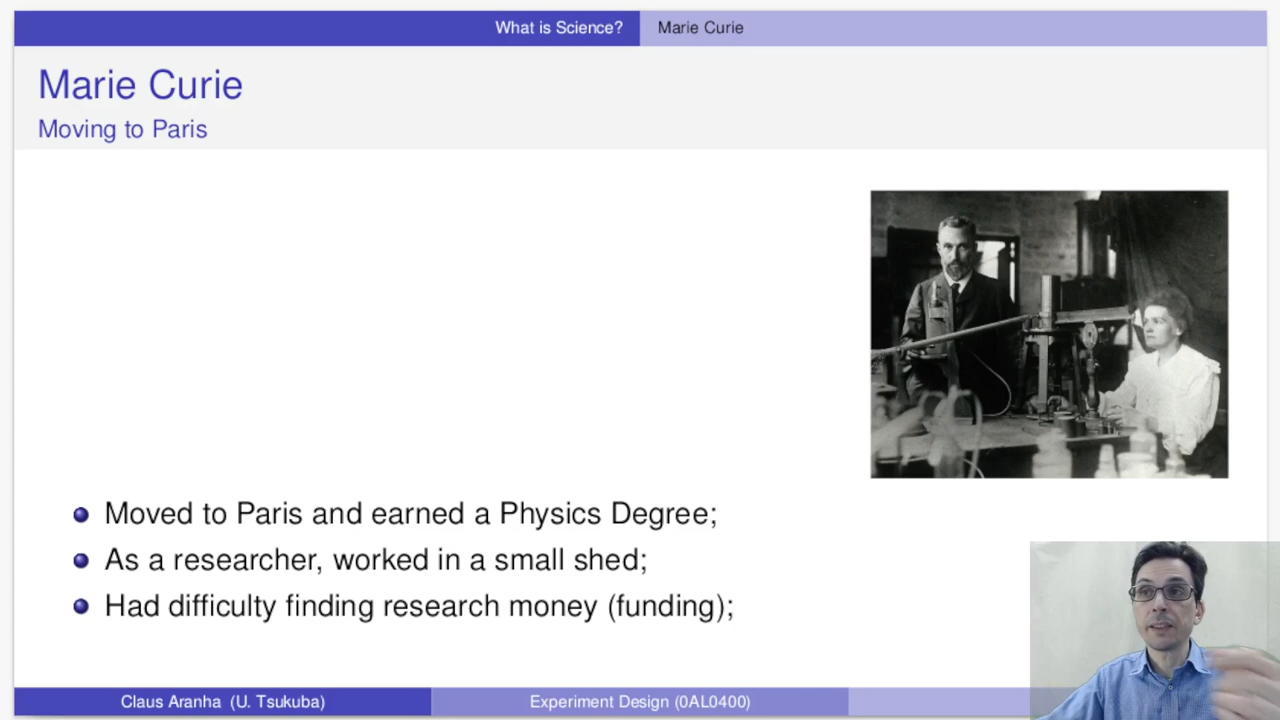 What is Science?
Marie Curie
Marie Curie
Moving to Paris
Moved to Paris and earned a Physics Degree;
As a researcher, worked in a small shed;
Had difficulty finding research money (funding);
Claus Aranha (U. Tsukuba)
Experiment Design (0AL0400)